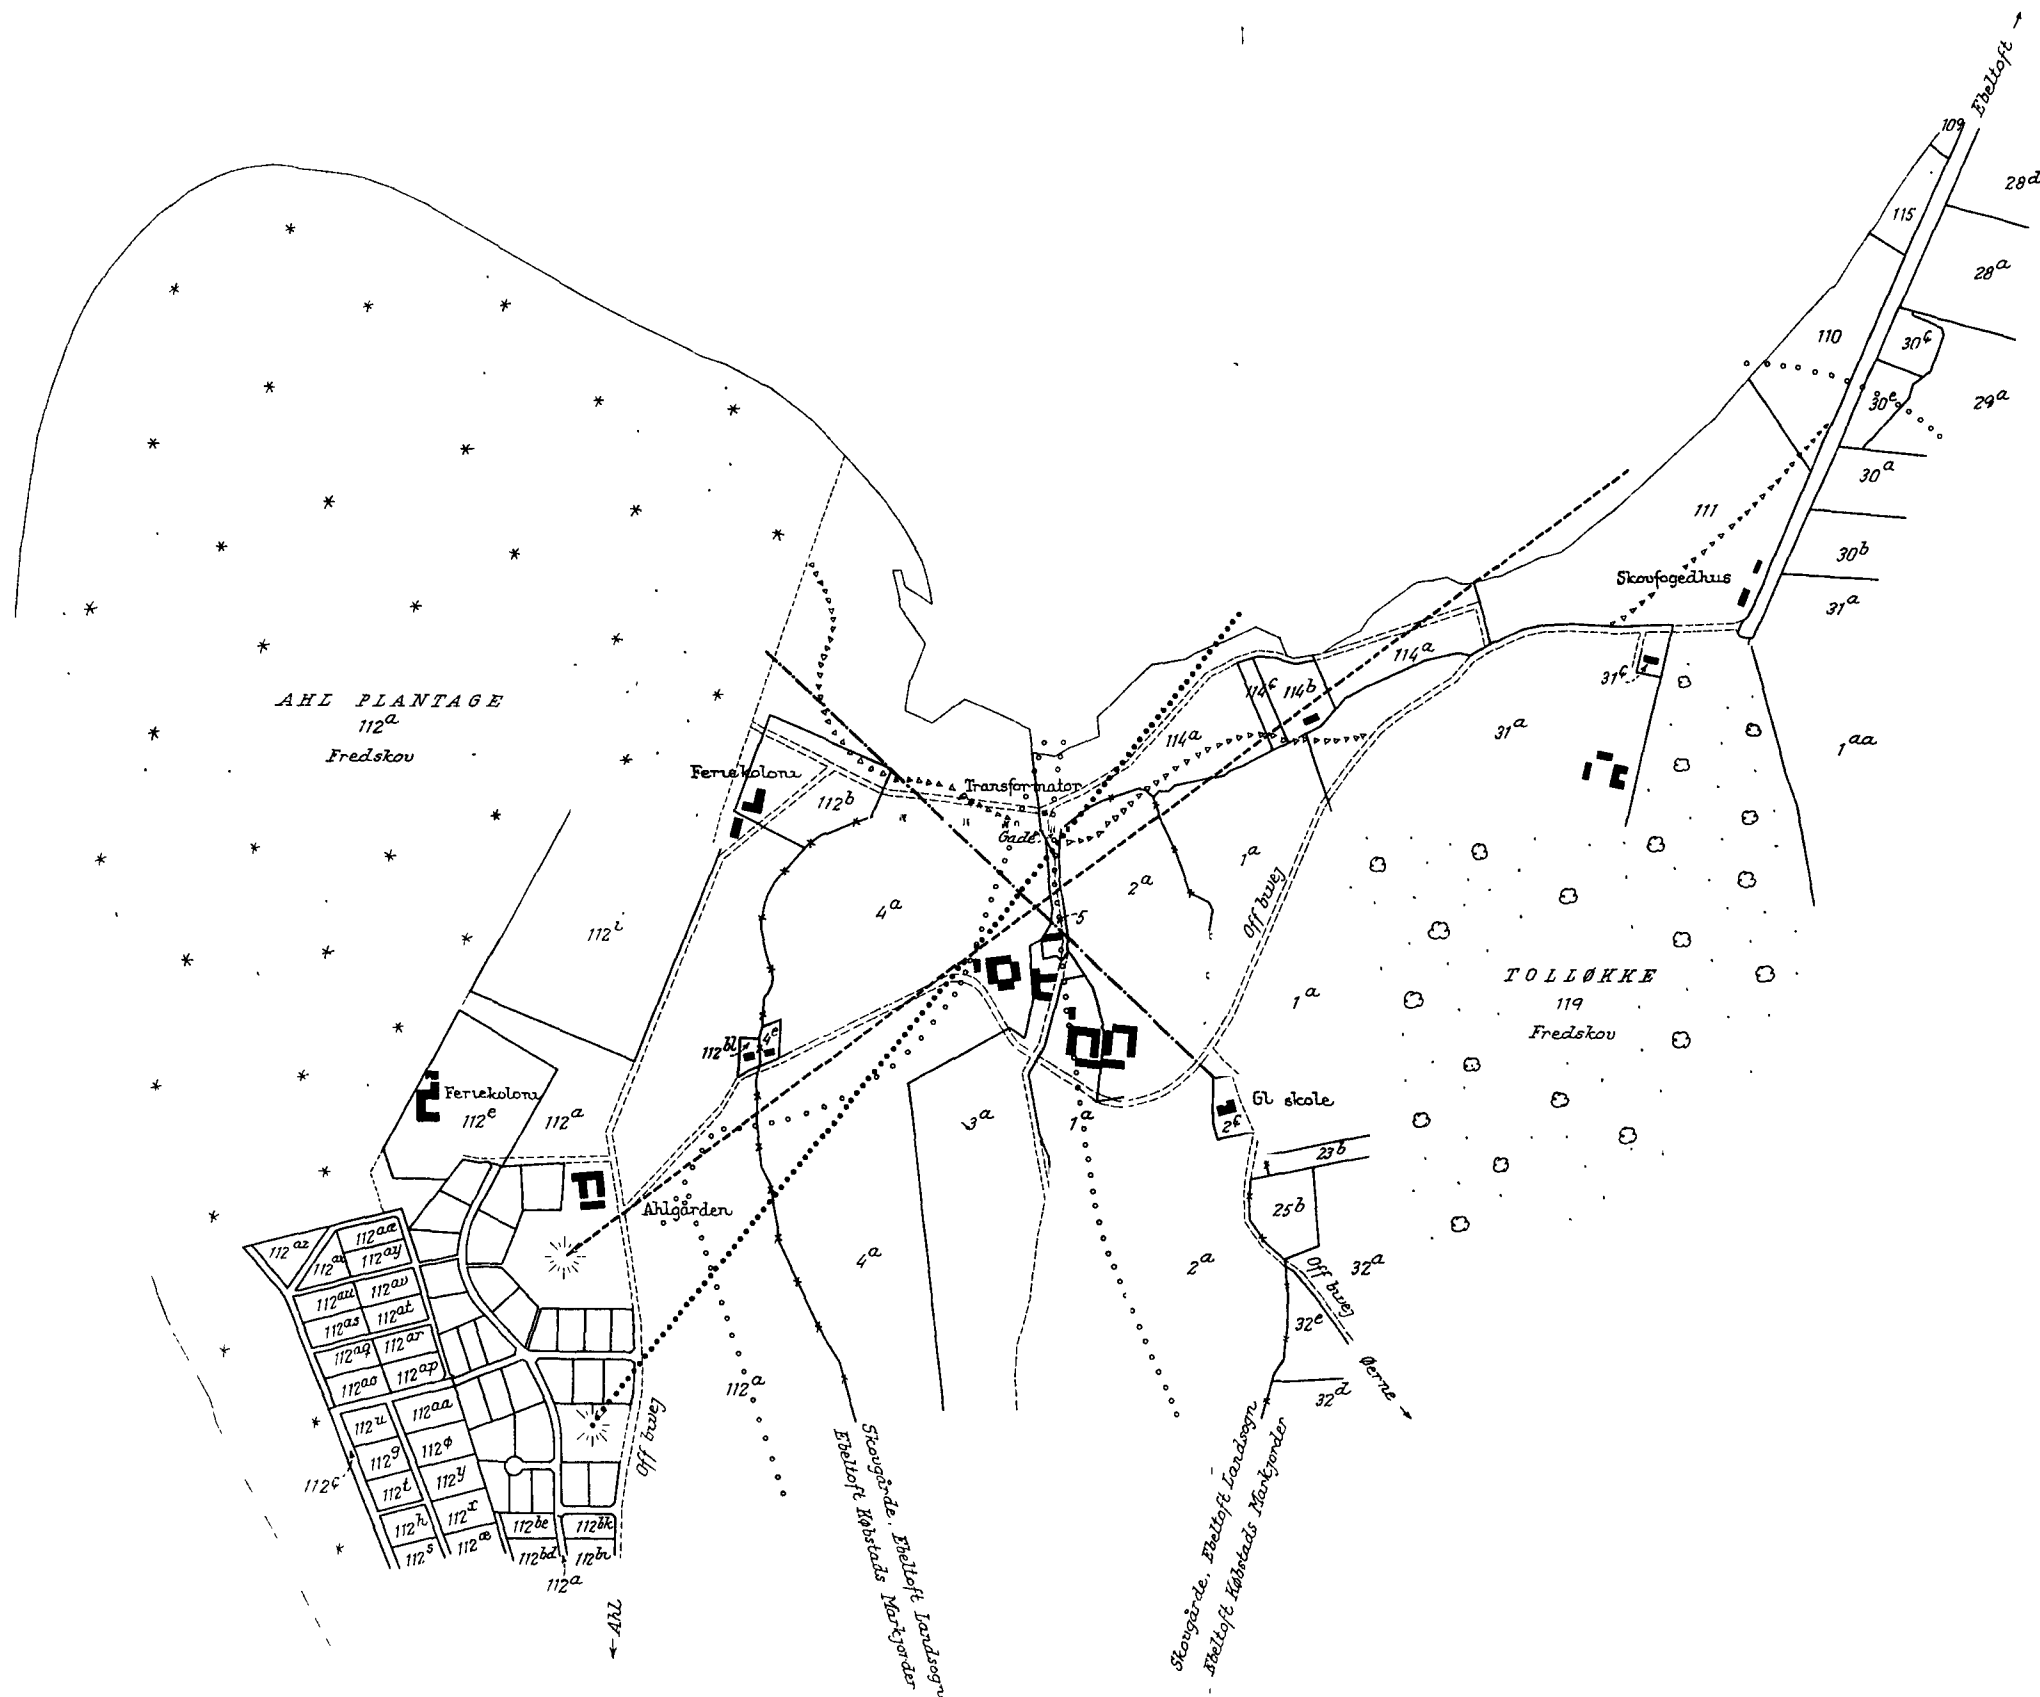 Ebeltoft
109
28d
115
28a
110
30c
30e
29a
30a
111
30b
Skovfogedhus
31a
31c
114a
114c
114b
AHL PLANTAGE
112a
Fredskov
114a
31a
1aa
Feriekoloni
Transformator
112b
Gade
1a
2a
4a
5
Off bivej
112i
TOLLØKKE
119
Fredskov
1a
112bl
4e
Feriekoloni
112e
112a
Gl skole
2c
3a
1a
23b
25b
Ahlgården
112az
112æ
112ay
4a
2a
32a
Off bivej
112au
112av
112as
112at
32e
112aq
112ar
112ao
112ap
112a
Øerne
32d
112u
112aa
112g
112ø
Off bivej
112c
112t
112y
112h
112x
112s
112æ
112be
112bk
112bd
112bi
112a
Ahl
Skovgårde, Ebeltoft Landsogn
Ebeltoft Købstads Markjorder
Skovgårde, Ebeltoft Landsogn
Ebeltoft Købstads Markjorder